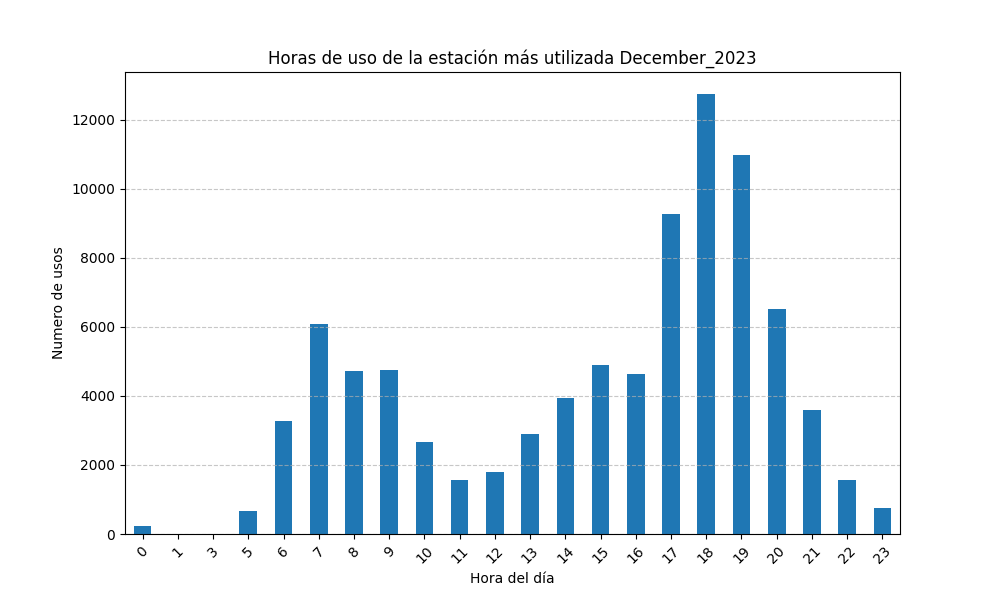 Horas de uso de la estación más utilizada December_2023
Numero de usos
12000
10000
8000
6000
4000
2000
0
0 1 3 5 6 7 8 9 10 11 12 13 14 15 16 17 18 19 20 21 22 23
Hora del día